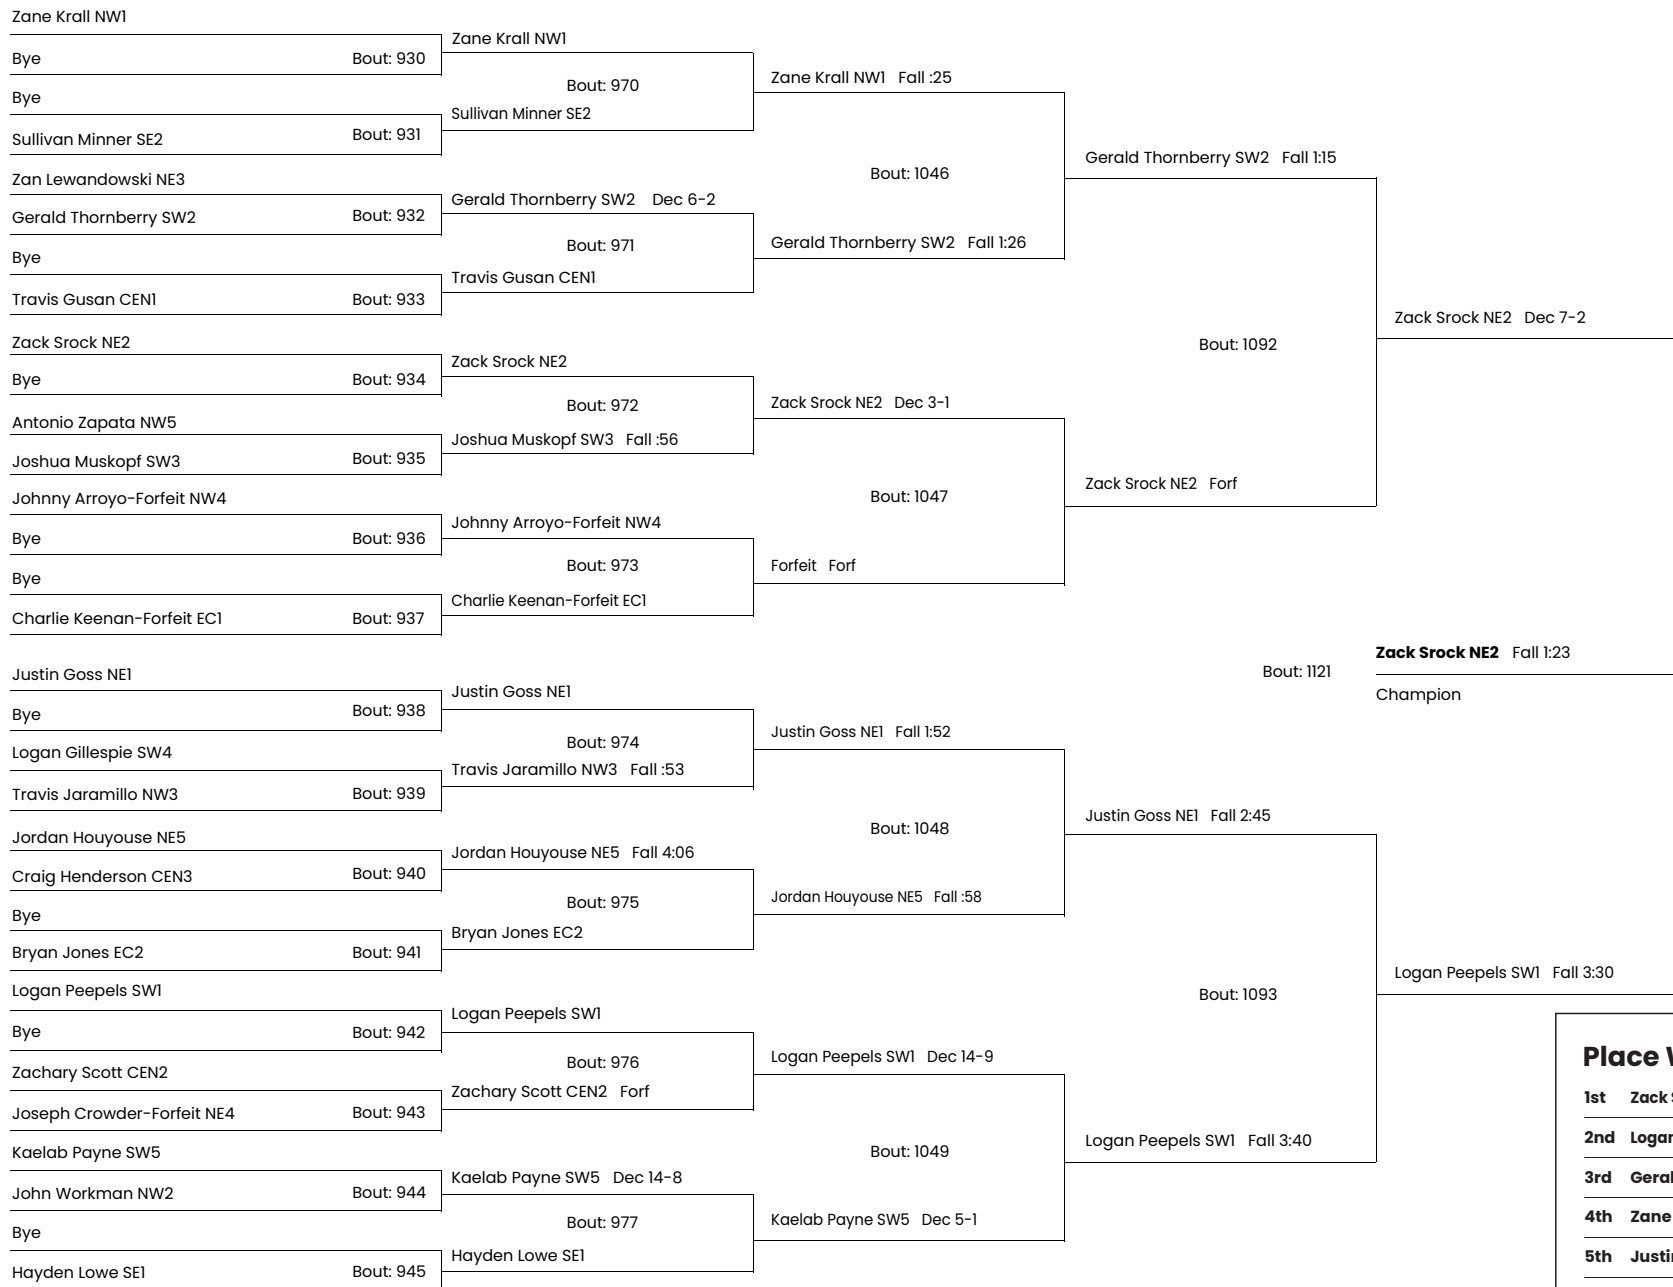 Zane Krall NW1
Bye
Bout: 930
Bye
Sullivan Minner SE2
Bout: 931
Zan Lewandowski NE3
Gerald Thornberry SW2
Bout: 932
Bye
Travis Gusan CEN1
Bout: 933
Zack Srock NE2
Bye
Bout: 934
Antonio Zapata NW5
Joshua Muskopf SW3
Bout: 935
Johnny Arroyo-Forfeit NW4
Bye
Bout: 936
Bye
Charlie Keenan-Forfeit EC1
Bout: 937
Justin Goss NE1
Bye
Bout: 938
Logan Gillespie SW4
Travis Jaramillo NW3
Bout: 939
Jordan Houyouse NE5
Craig Henderson CEN3
Bout: 940
Bye
Bryan Jones EC2
Bout: 941
Logan Peepels SW1
Bye
Bout: 942
Zachary Scott CEN2
Joseph Crowder-Forfeit NE4
Bout: 943
Kaelab Payne SW5
John Workman NW2
Bout: 944
Bye
Hayden Lowe SE1
Bout: 945
Zane Krall NW1
Bout: 970
Sullivan Minner SE2
Gerald Thornberry SW2 Dec 6-2
Bout: 971
Travis Gusan CEN1
Zack Srock NE2
Bout: 972
Joshua Muskopf SW3 Fall :56
Johnny Arroyo-Forfeit NW4
Bout: 973
Charlie Keenan-Forfeit EC1
Justin Goss NE1
Bout: 974
Travis Jaramillo NW3 Fall :53
Jordan Houyouse NE5 Fall 4:06
Bout: 975
Bryan Jones EC2
Logan Peepels SW1
Bout: 976
Zachary Scott CEN2 Forf
Kaelab Payne SW5 Dec 14-8
Bout: 977
Hayden Lowe SE1
Zane Krall NW1 Fall :25
Bout: 1046
Gerald Thornberry SW2 Fall 1:26
Zack Srock NE2 Dec 3-1
Bout: 1047
Forfeit Forf
Justin Goss NE1 Fall 1:52
Bout: 1048
Jordan Houyouse NE5 Fall :58
Logan Peepels SW1 Dec 14-9
Bout: 1049
Kaelab Payne SW5 Dec 5-1
Gerald Thornberry SW2 Fall 1:15
Bout: 1092
Zack Srock NE2 Forf
Justin Goss NE1 Fall 2:45
Bout: 1093
Logan Peepels SW1 Fall 3:40
Zack Srock NE2 Dec 7-2
Bout: 1121
Zack Srock NE2 Fall 1:23
Champion
Logan Peepels SW1 Fall 3:30
Place
1st Zack
2nd Logan
3rd Geral
4th Zane
5th Justi